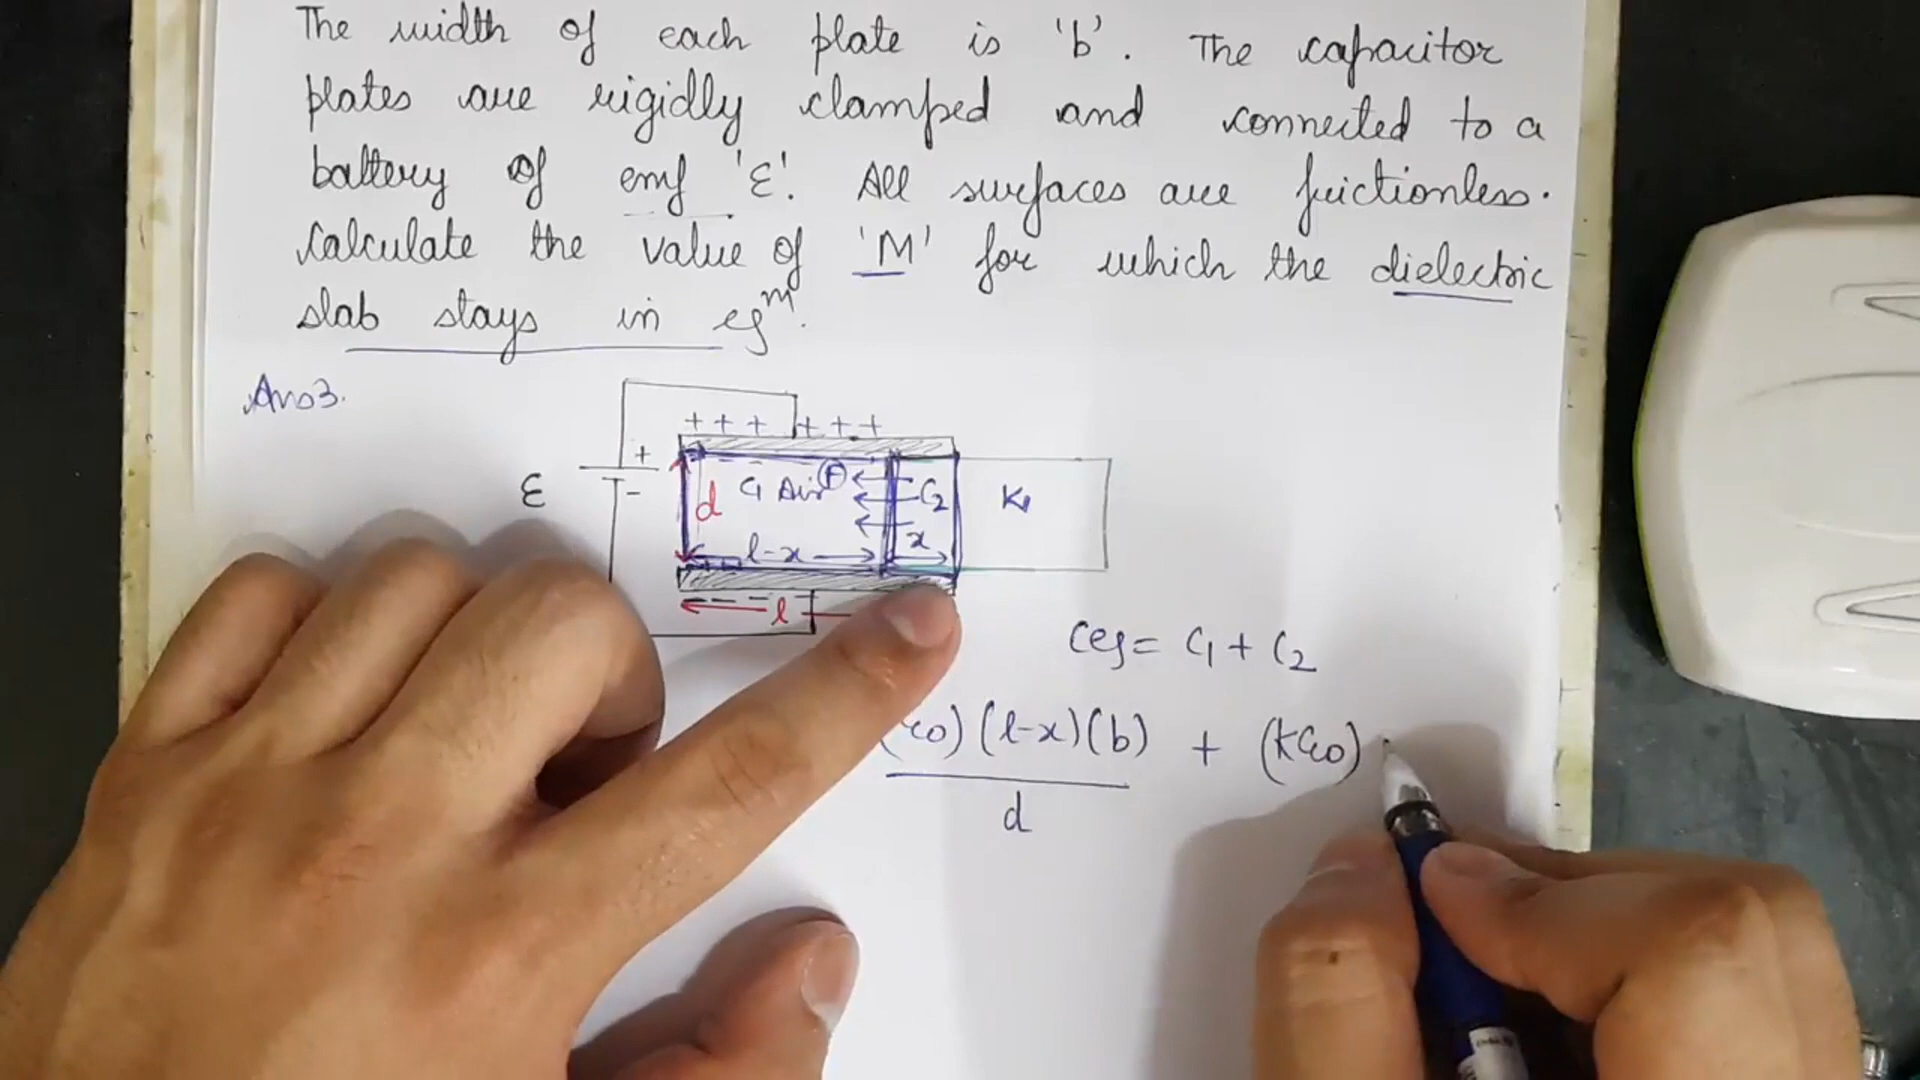 The width of each plate is 'b'. The capacitor
plates are rigidly clamped and connected to a
battery of emf 'ε'. All surfaces are frictionless.
Calculate the value of 'M' for which the dielectric
slab stays in eqᵐ.
Ans3.
+ + + + + +
+
ε
-
d
C₁ Air F
C₂
K
l-x
x
l
Ceq = C₁ + C₂
(ε₀) (l-x)(b) + (kε₀)
d